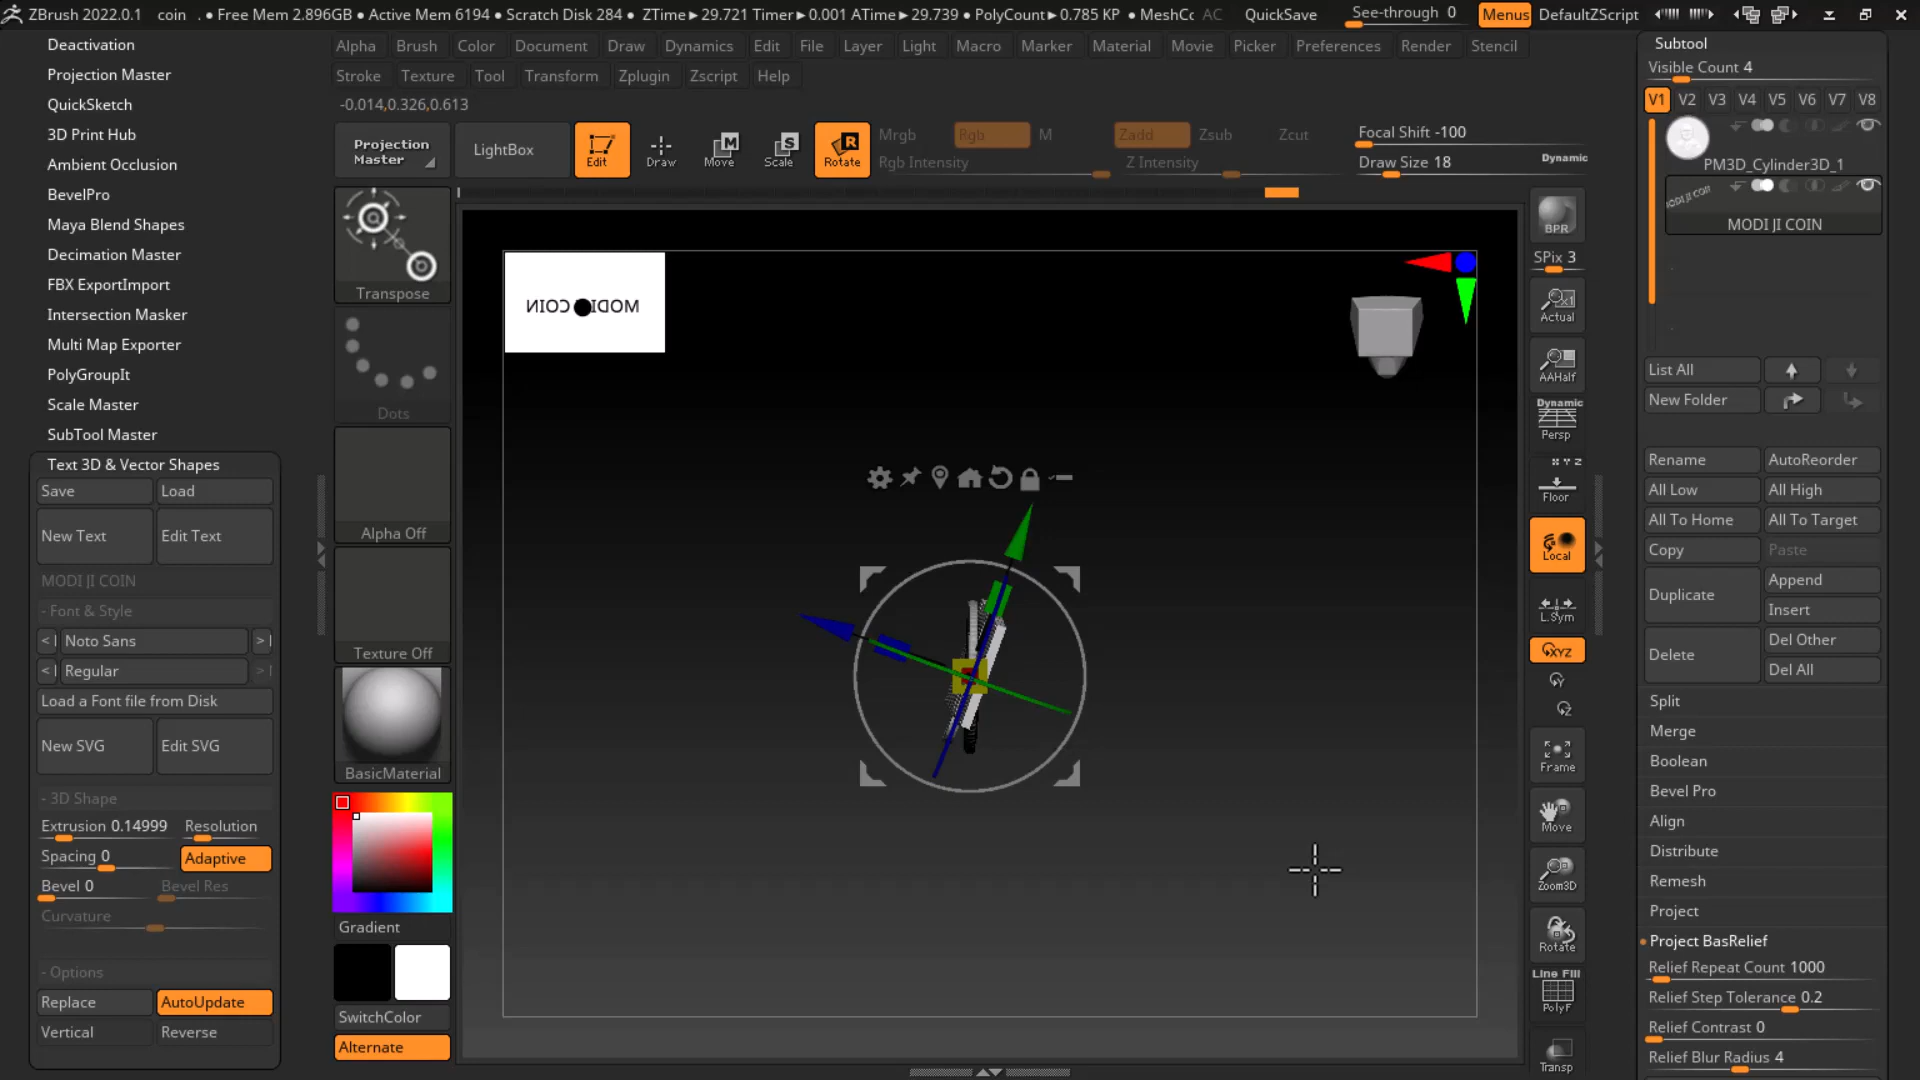 ZBrush 2022.0.1 coin . • Free Mem 2.896GB • Active Mem 6194 • Scratch Disk 284 • ZTime▸29.721 Timer▸0.001 ATime▸29.739 • PolyCount▸0.785 KP • MeshCo AC QuickSave See-through 0 Menus DefaultZScript
Alpha Brush Color Document Draw Dynamics Edit File Layer Light Macro Marker Material Movie Picker Preferences Render Stencil
Stroke Texture Tool Transform Zplugin Zscript Help
-0.014,0.326,0.613
Projection Master
LightBox
Edit
Draw
Move
Scale
Rotate
Mrgb Rgb M
Rgb Intensity
Zadd Zsub Zcut
Z Intensity
Focal Shift -100
Draw Size 18 Dynamic
Deactivation
Projection Master
QuickSketch
3D Print Hub
Ambient Occlusion
BevelPro
Maya Blend Shapes
Decimation Master
FBX ExportImport
Intersection Masker
Multi Map Exporter
PolyGroupIt
Scale Master
SubTool Master
Text 3D & Vector Shapes
Save Load
New Text Edit Text
MODI JI COIN
- Font & Style
< Noto Sans >
< Regular >
Load a Font file from Disk
New SVG Edit SVG
- 3D Shape
Extrusion 0.14999 Resolution
Spacing 0 Adaptive
Bevel 0 Bevel Res
Curvature
- Options
Replace AutoUpdate
Vertical Reverse
Transpose
Dots
Alpha Off
Texture Off
BasicMaterial
Gradient
SwitchColor
Alternate
MODI COIN
BPR
SPix 3
Actual
AAHalf
Dynamic
Persp
X Y Z
Floor
Local
L.Sym
XYZ
Y
Z
Frame
Move
Zoom3D
Rotate
Line Fill
PolyF
Transp
Subtool
Visible Count 4
V1 V2 V3 V4 V5 V6 V7 V8
PM3D_Cylinder3D_1
MODI JI COIN
MODI JI COIN
List All
New Folder
Rename AutoReorder
All Low All High
All To Home All To Target
Copy Paste
Duplicate Append
Insert
Delete Del Other
Del All
Split
Merge
Boolean
Bevel Pro
Align
Distribute
Remesh
Project
Project BasRelief
Relief Repeat Count 1000
Relief Step Tolerance 0.2
Relief Contrast 0
Relief Blur Radius 4